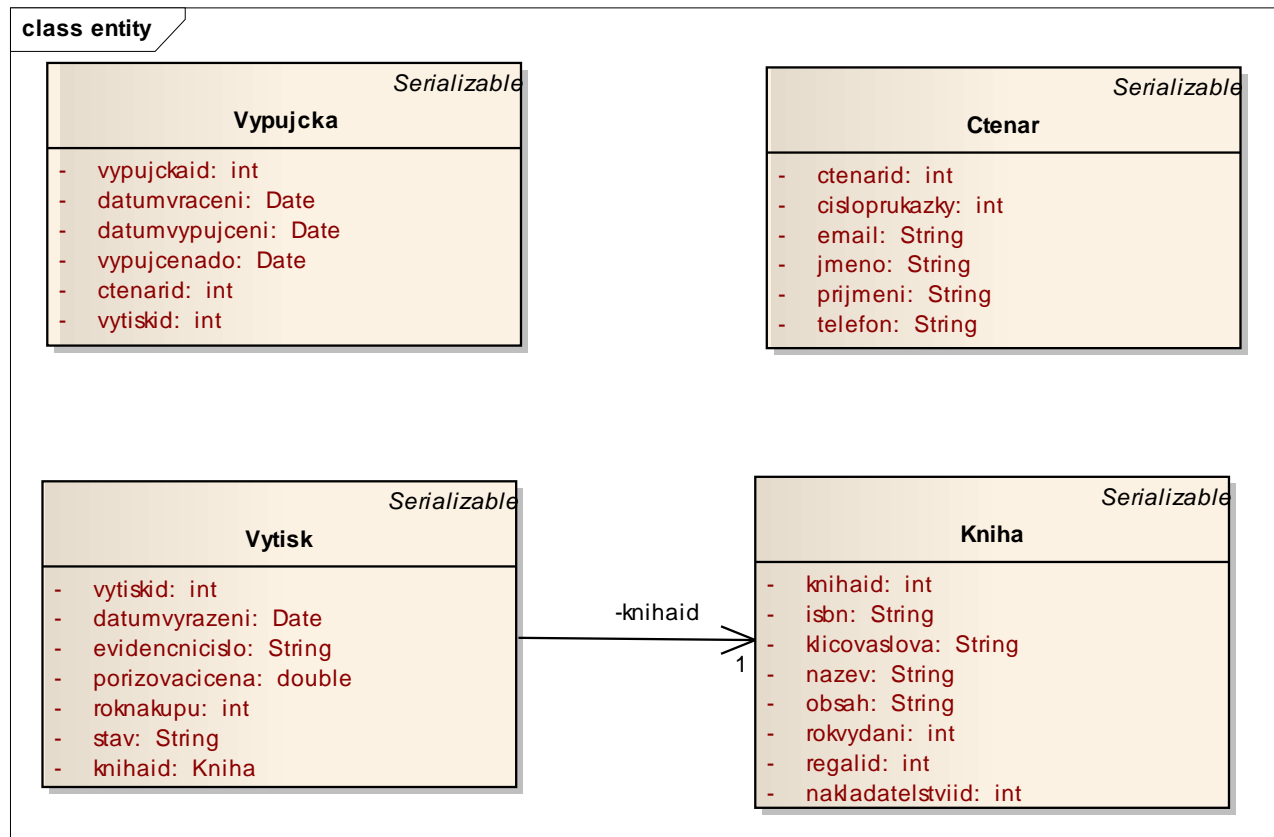 class entity
Serializable
Vypujcka
- vypujckaid: int
- datumvraceni: Date
- datumvypujceni: Date
- vypujcenado: Date
- ctenarid: int
- vytiskid: int
Serializable
Ctenar
- ctenarid: int
- cisloprukazky: int
- email: String
- jmeno: String
- prijmeni: String
- telefon: String
Serializable
Vytisk
- vytiskid: int
- datumvyrazeni: Date
- evidencnicislo: String
- porizovacicena: double
- roknakupu: int
- stav: String
- knihaid: Kniha
-knihaid
1
Serializable
Kniha
- knihaid: int
- isbn: String
- klicovaslova: String
- nazev: String
- obsah: String
- rokvydani: int
- regalid: int
- nakladatelstviid: int